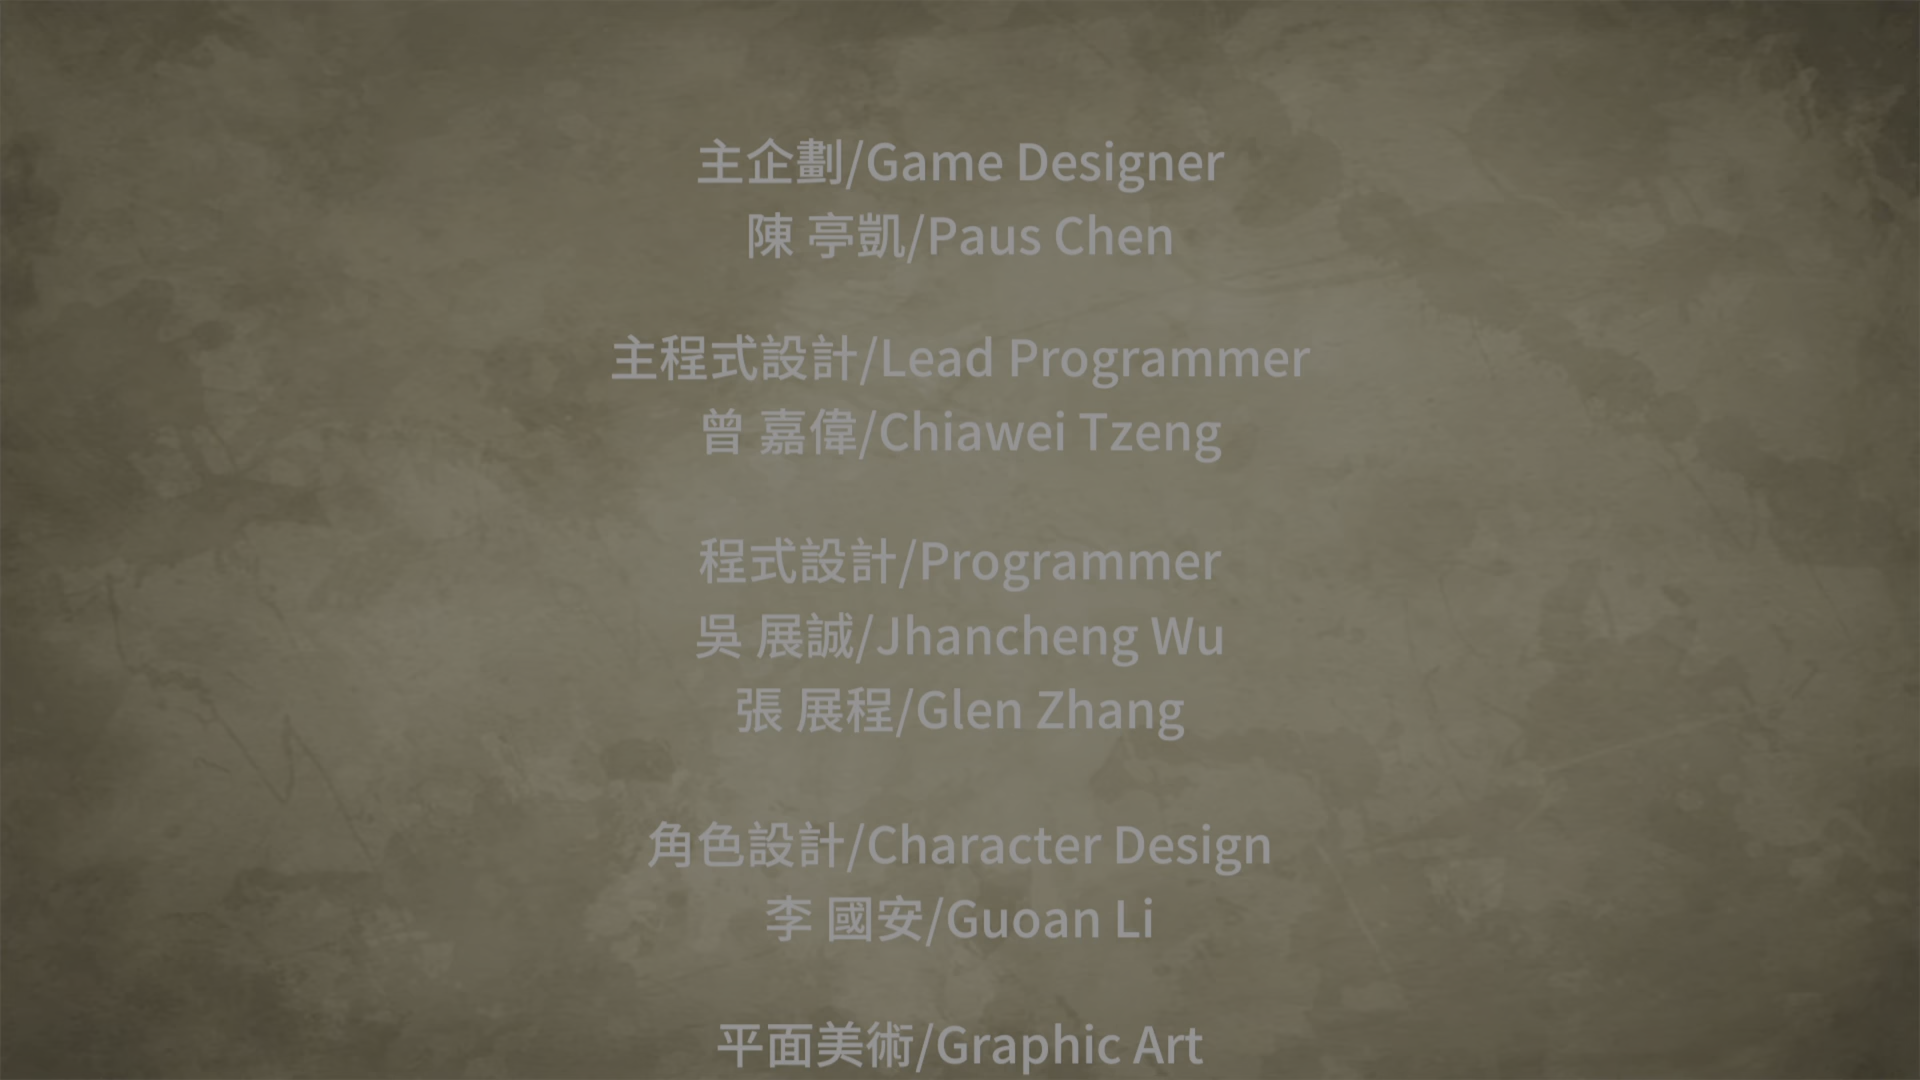 主企劃/Game Designer
陳 亭凱/Paus Chen
主程式設計/Lead Programmer
曾 嘉偉/Chiawei Tzeng
程式設計/Programmer
吳 展誠/Jhancheng Wu
張 展程/Glen Zhang
角色設計/Character Design
李 國安/Guoan Li
平面美術/Graphic Art